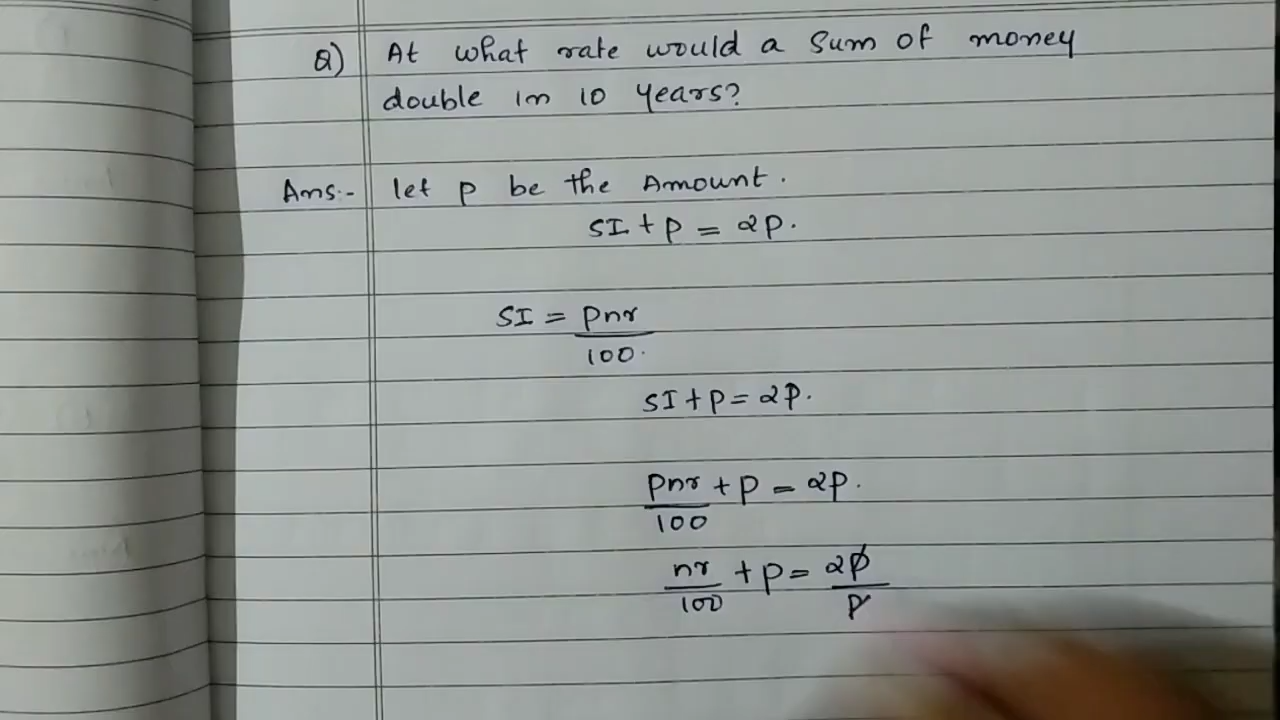 Q) At what rate would a sum of money
double in 10 years?
Ans:- let p be the Amount.
SI + P = 2P.
SI = pnr
100.
SI + P = 2P.
pnr + P = 2P.
100
nr + P = 2P
100 P